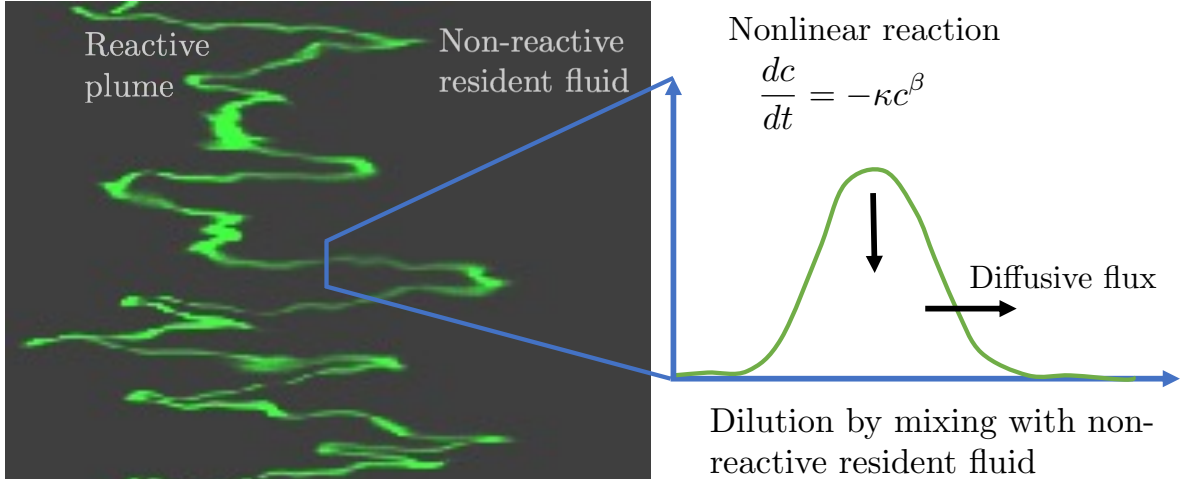 Reactive
plume
Non-reactive
resident fluid
Nonlinear reaction
dc/dt = −κc^β
Diffusive flux
Dilution by mixing with non-
reactive resident fluid